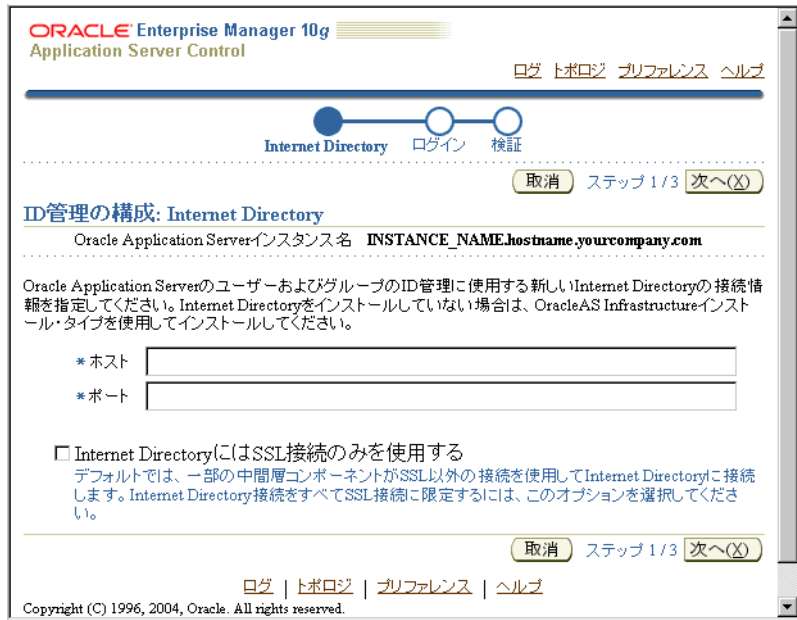 ORACLE Enterprise Manager 10g
Application Server Control
ログ トポロジ プリファレンス ヘルプ
Internet Directory ログイン 検証
取消 ステップ 1/3 次へ(X)
ID管理の構成: Internet Directory
Oracle Application Serverインスタンス名 INSTANCE_NAME.hostname.yourcompany.com
Oracle Application Serverのユーザーおよびグループの ID管理に使用する新しいInternet Directoryの接続情
報を指定してください。Internet Directoryをインストールしていない場合は、OracleAS Infrastructureインスト
ール・タイプを使用してインストールしてください。
*ホスト
*ポート
Internet DirectoryにはSSL接続のみを使用する
デフォルトでは、一部の中間層コンポーネントがSSL以外の接続を使用してInternet Directoryに接続
します。Internet Directory接続をすべてSSL接続に限定するには、このオプションを選択してくださ
い。
取消 ステップ 1/3 次へ(X)
ログ | トポロジ | プリファレンス | ヘルプ
Copyright (C) 1996, 2004, Oracle. All rights reserved.